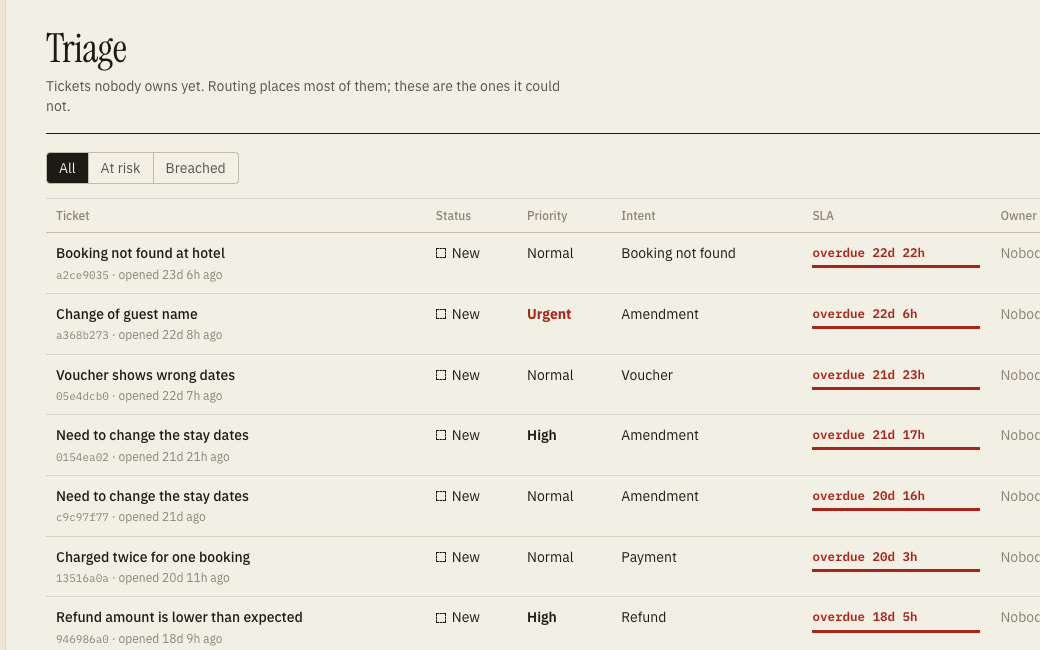 Triage
Tickets nobody owns yet. Routing places most of them; these are the ones it could
not.
All At risk Breached
Ticket Status Priority Intent SLA Owner
Booking not found at hotel New Normal Booking not found overdue 22d 22h
a2ce9035 · opened 23d 6h ago
Change of guest name New Urgent Amendment overdue 22d 6h
a368b273 · opened 22d 8h ago
Voucher shows wrong dates New Normal Voucher overdue 21d 23h
05e4dcb0 · opened 22d 7h ago
Need to change the stay dates New High Amendment overdue 21d 17h
0154ea02 · opened 21d 21h ago
Need to change the stay dates New Normal Amendment overdue 20d 16h
c9c97f77 · opened 21d ago
Charged twice for one booking New Normal Payment overdue 20d 3h
13516a0a · opened 20d 11h ago
Refund amount is lower than expected New High Refund overdue 18d 5h
946986a0 · opened 18d 9h ago